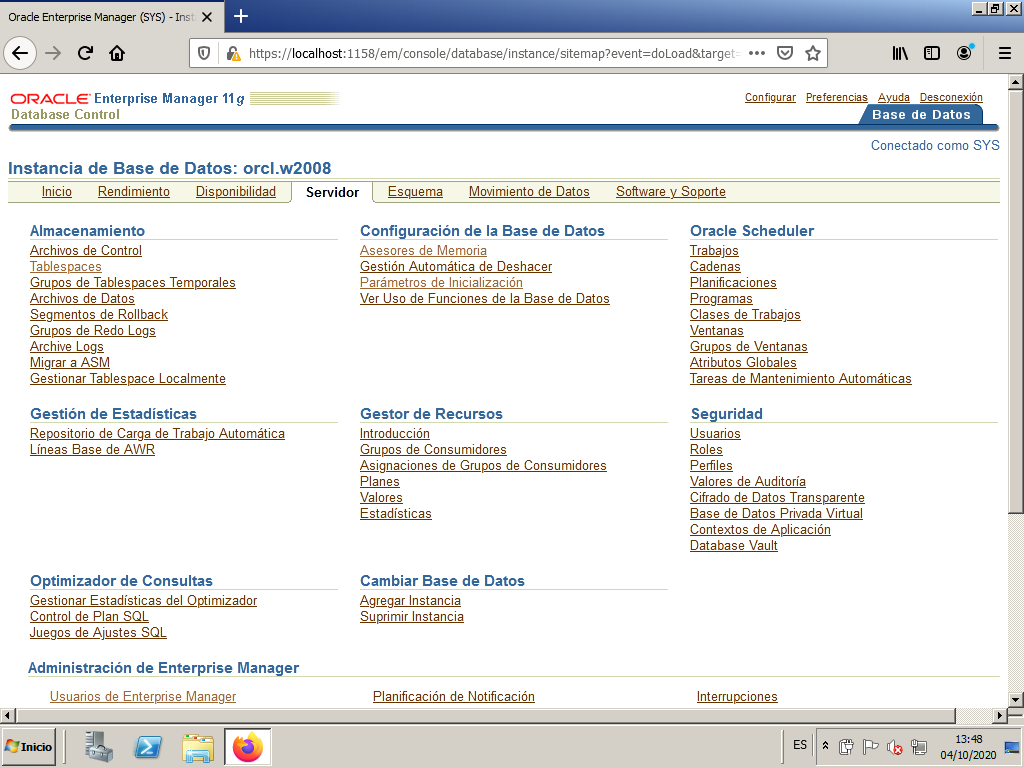 Oracle Enterprise Manager (SYS) - Inst
https://localhost:1158/em/console/database/instance/sitemap?event=doLoad&target=
ORACLE Enterprise Manager 11g
Database Control
Configurar Preferencias Ayuda Desconexión
Base de Datos
Conectado como SYS
Instancia de Base de Datos: orcl.w2008
Inicio Rendimiento Disponibilidad Servidor Esquema Movimiento de Datos Software y Soporte
Almacenamiento
Archivos de Control
Tablespaces
Grupos de Tablespaces Temporales
Archivos de Datos
Segmentos de Rollback
Grupos de Redo Logs
Archive Logs
Migrar a ASM
Gestionar Tablespace Localmente
Configuración de la Base de Datos
Asesores de Memoria
Gestión Automática de Deshacer
Parámetros de Inicialización
Ver Uso de Funciones de la Base de Datos
Oracle Scheduler
Trabajos
Cadenas
Planificaciones
Programas
Clases de Trabajos
Ventanas
Grupos de Ventanas
Atributos Globales
Tareas de Mantenimiento Automáticas
Gestión de Estadísticas
Repositorio de Carga de Trabajo Automática
Líneas Base de AWR
Gestor de Recursos
Introducción
Grupos de Consumidores
Asignaciones de Grupos de Consumidores
Planes
Valores
Estadísticas
Seguridad
Usuarios
Roles
Perfiles
Valores de Auditoría
Cifrado de Datos Transparente
Base de Datos Privada Virtual
Contextos de Aplicación
Database Vault
Optimizador de Consultas
Gestionar Estadísticas del Optimizador
Control de Plan SQL
Juegos de Ajustes SQL
Cambiar Base de Datos
Agregar Instancia
Suprimir Instancia
Administración de Enterprise Manager
Usuarios de Enterprise Manager Planificación de Notificación Interrupciones
Inicio
ES
13:48
04/10/2020